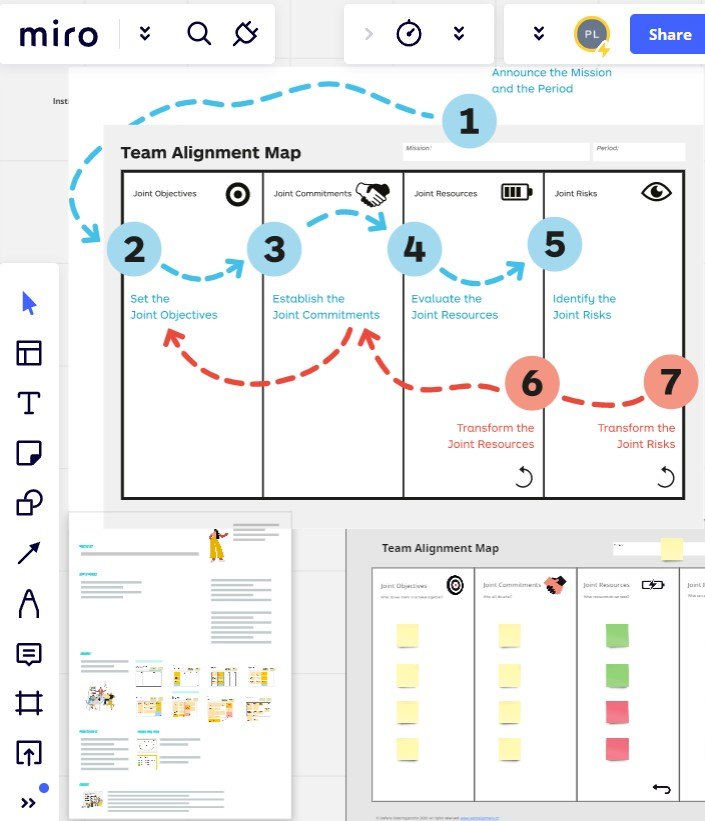 miro
PL
Share
Announce the Mission
and the Period
Inst
1
Team Alignment Map
Mission:
Period:
Joint Objectives
Joint Commitments
Joint Resources
Joint Risks
2
3
4
5
Set the
Joint Objectives
Establish the
Joint Commitments
Evaluate the
Joint Resources
Identify the
Joint Risks
6
7
Transform the
Joint Resources
Transform the
Joint Risks
Team Alignment Map
Joint Objectives
Joint Commitments
Joint Resources